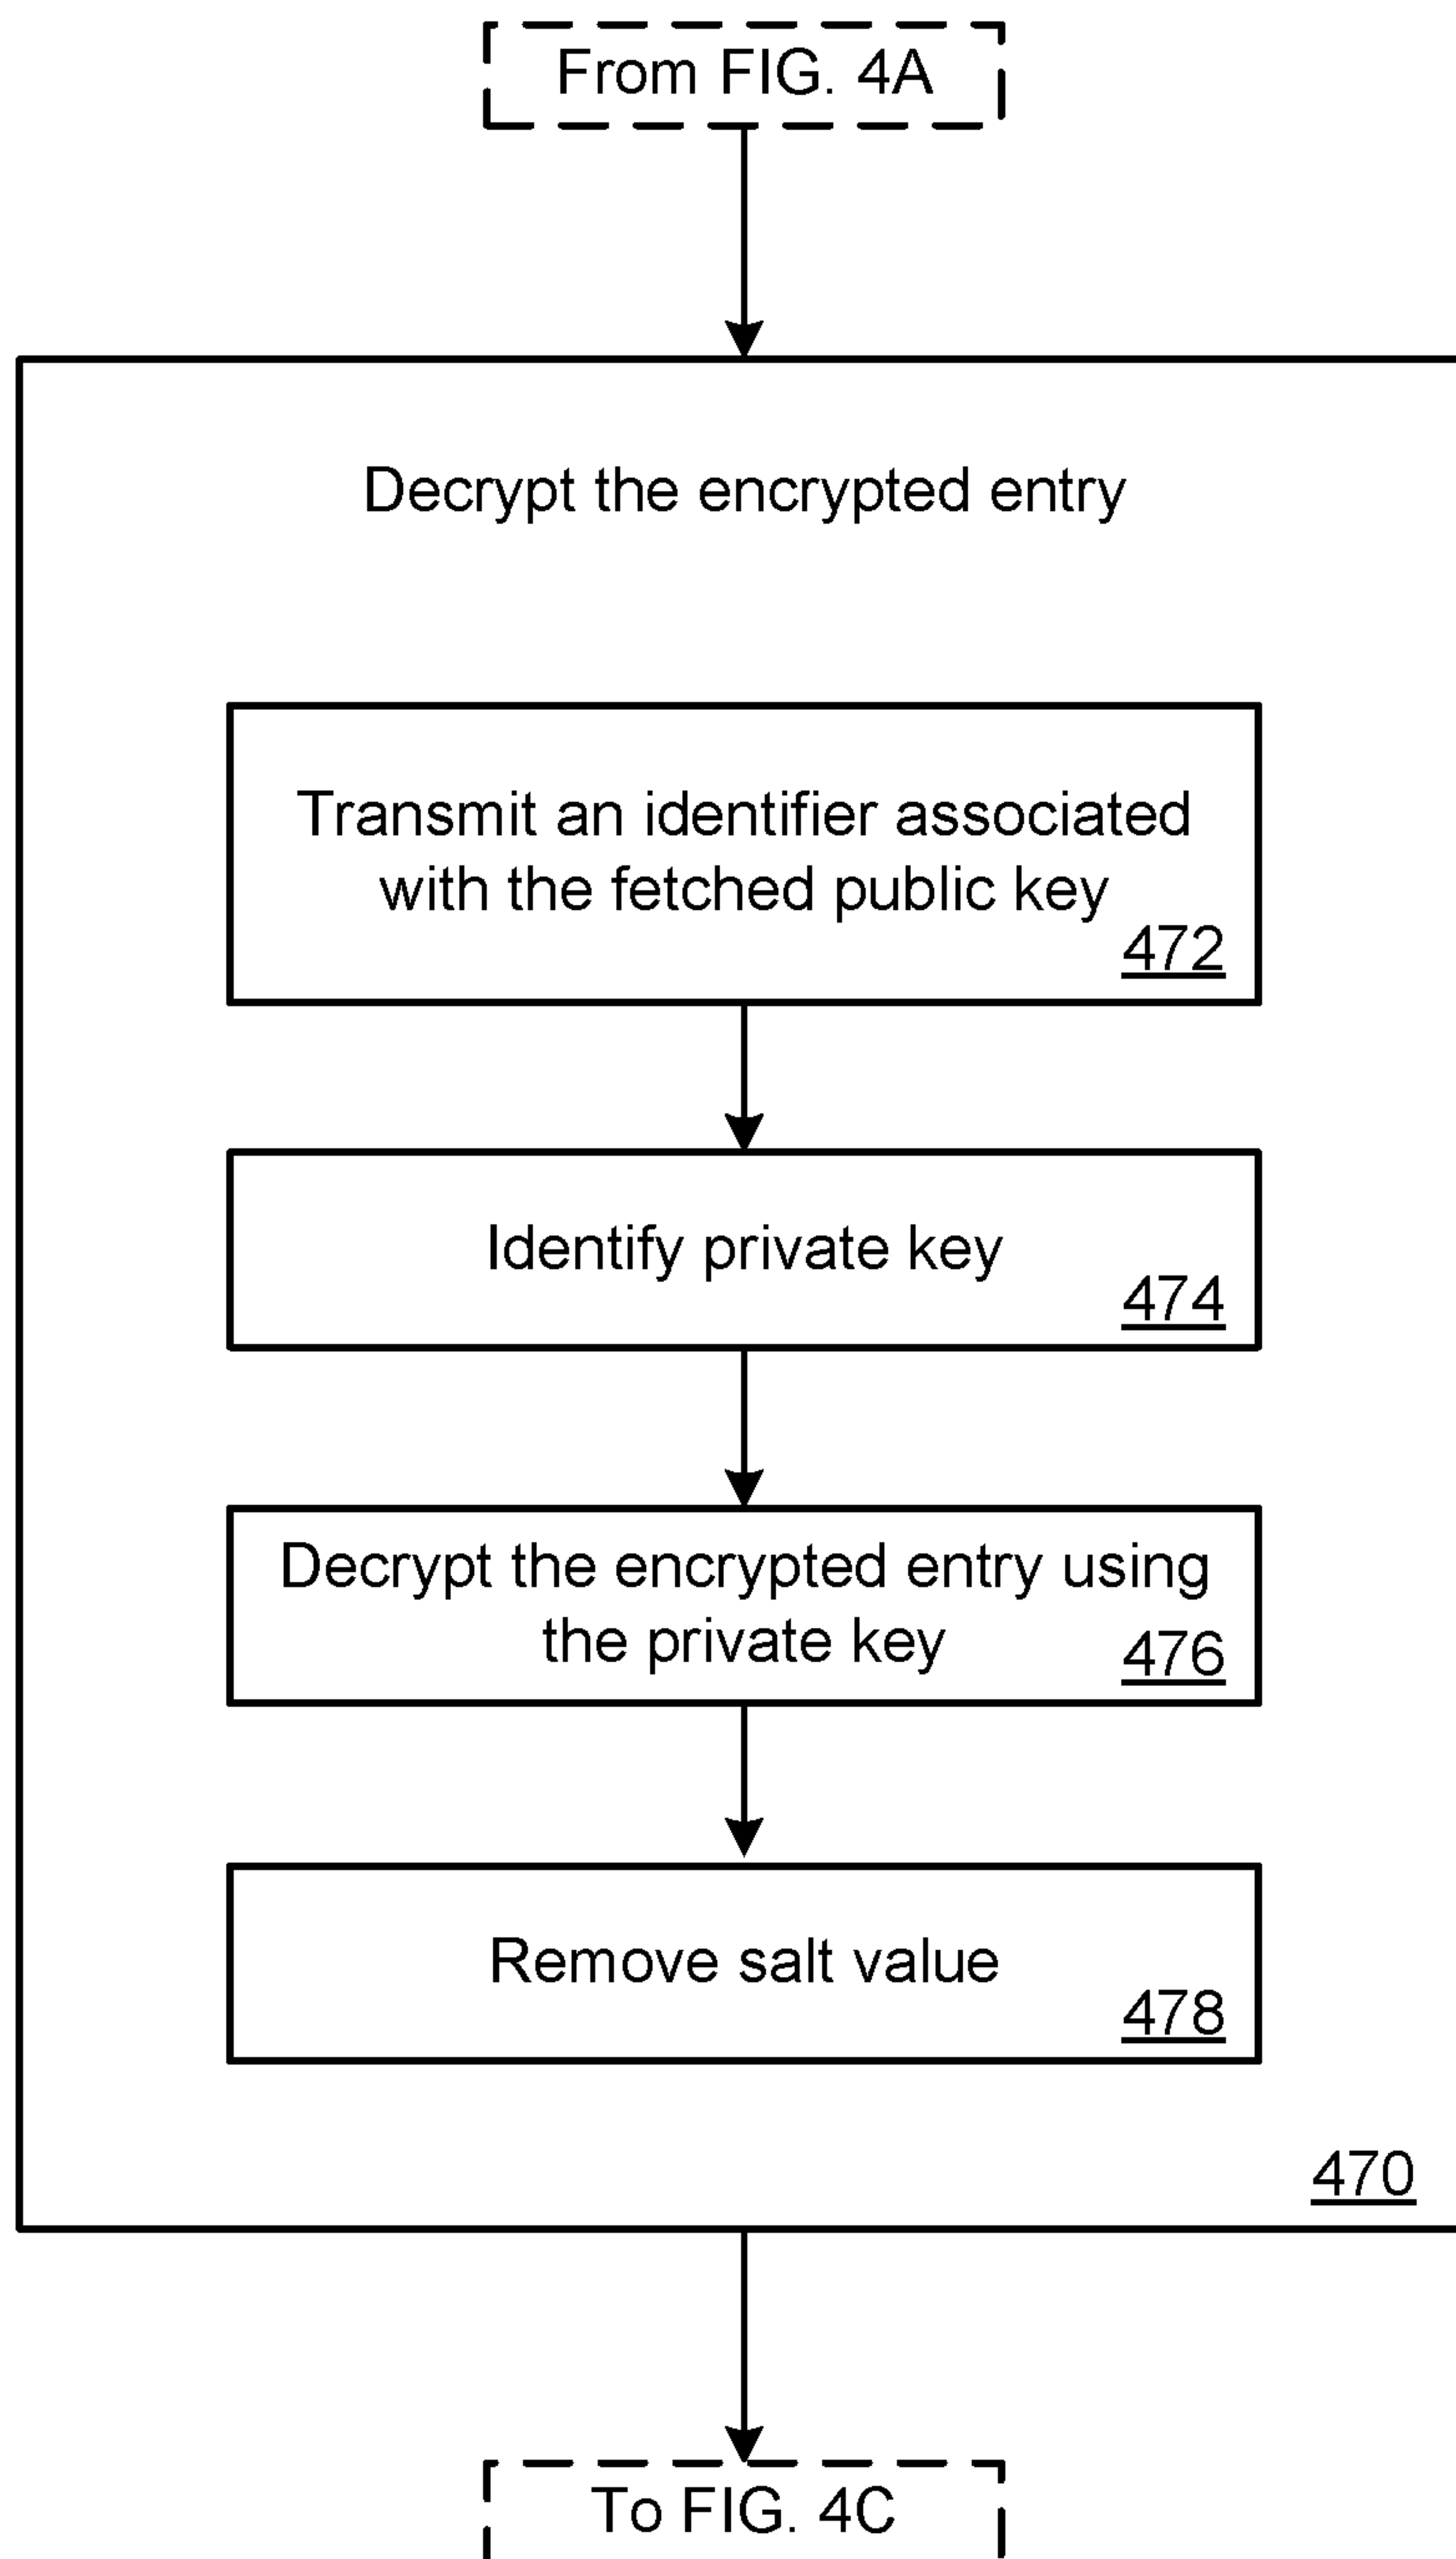 From FIG. 4A
Decrypt the encrypted entry
Transmit an identifier associated
with the fetched public key
472
Identify private key
474
Decrypt the encrypted entry using
the private key
476
Remove salt value
478
470
To FIG. 4C